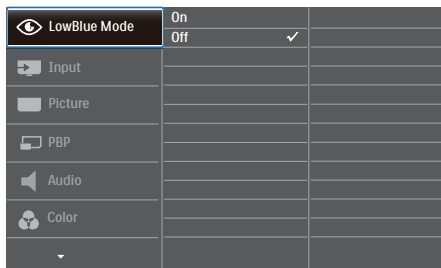 LowBlue Mode
On
Off
Input
Picture
PBP
Audio
Color